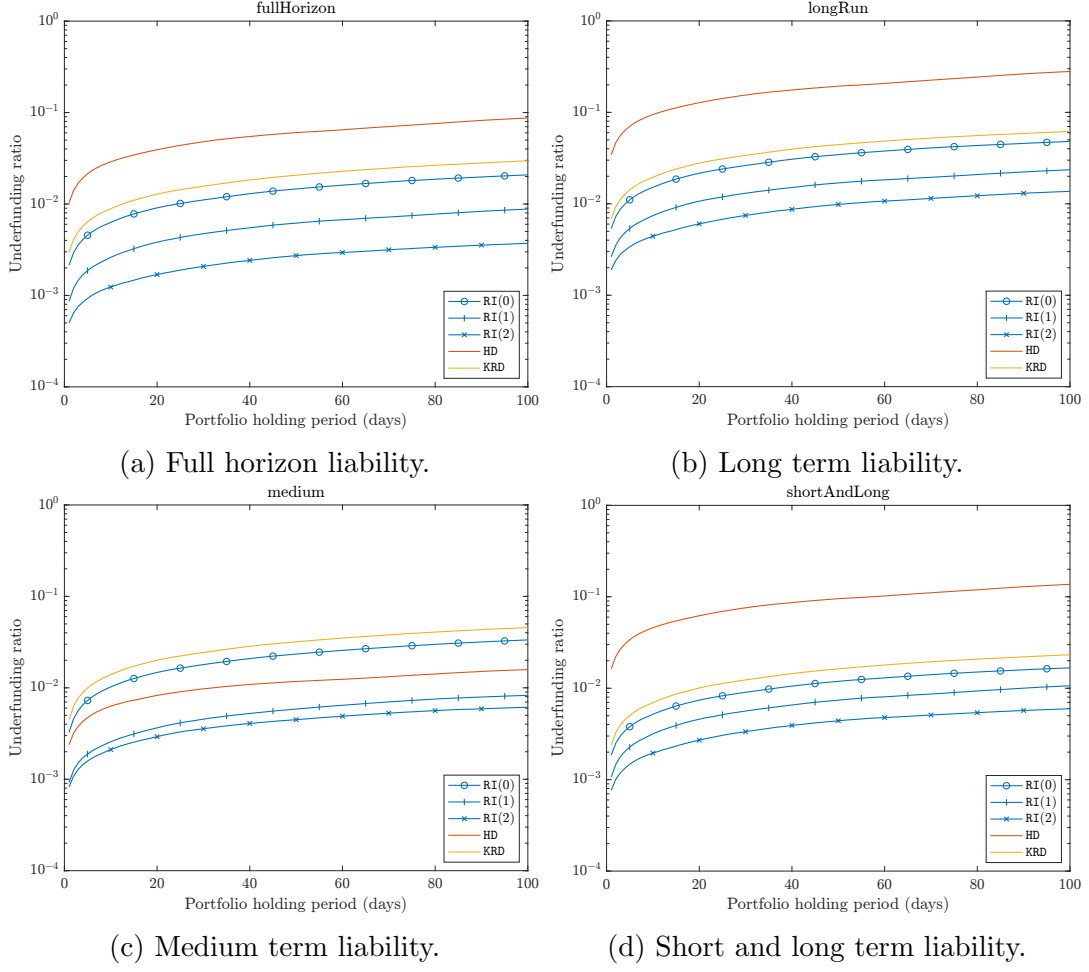 fullHorizon
10^0
10^-1
10^-2
10^-3
10^-4
Underfunding ratio
0 20 40 60 80 100
Portfolio holding period (days)
RI(0)
RI(1)
RI(2)
HD
KRD
(a) Full horizon liability.
longRun
10^0
10^-1
10^-2
10^-3
10^-4
Underfunding ratio
0 20 40 60 80 100
Portfolio holding period (days)
RI(0)
RI(1)
RI(2)
HD
KRD
(b) Long term liability.
medium
10^0
10^-1
10^-2
10^-3
10^-4
Underfunding ratio
0 20 40 60 80 100
Portfolio holding period (days)
RI(0)
RI(1)
RI(2)
HD
KRD
(c) Medium term liability.
shortAndLong
10^0
10^-1
10^-2
10^-3
10^-4
Underfunding ratio
0 20 40 60 80 100
Portfolio holding period (days)
RI(0)
RI(1)
RI(2)
HD
KRD
(d) Short and long term liability.